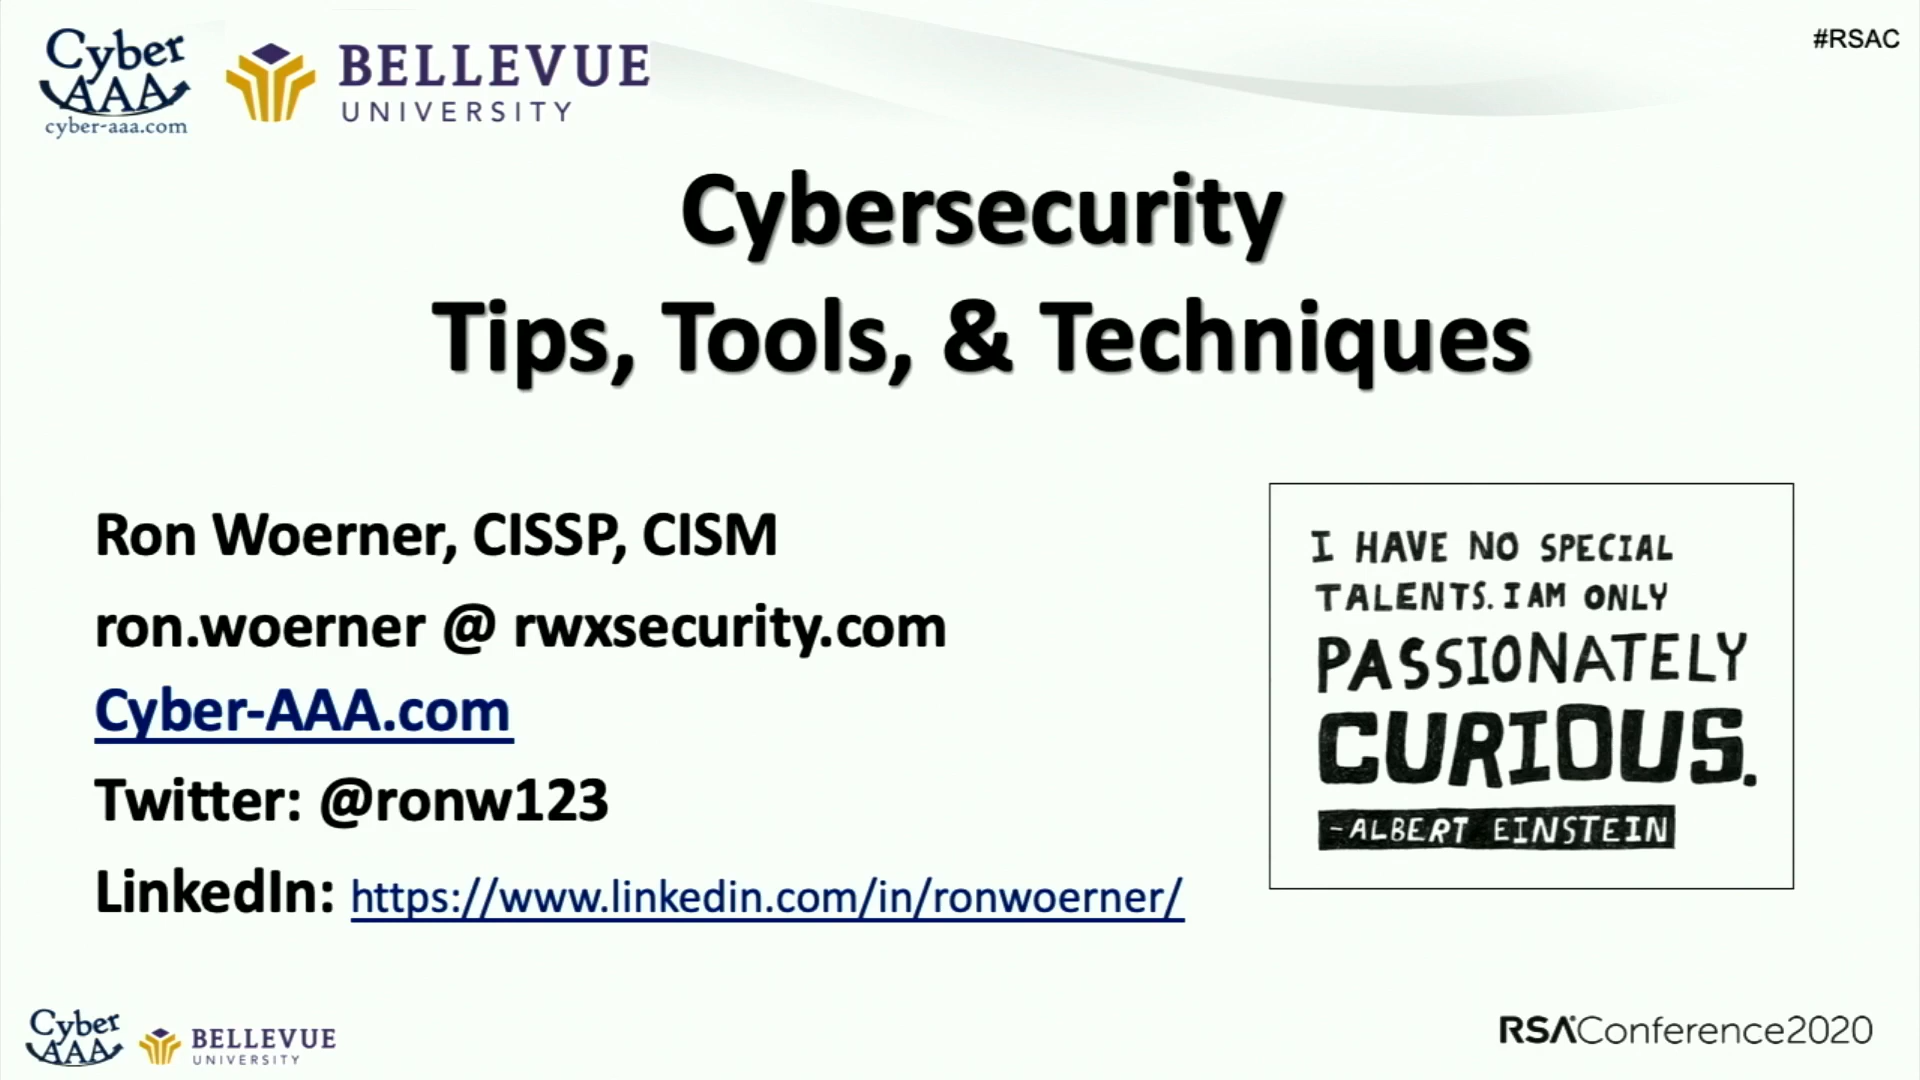 Cyber
AAA
cyber-aaa.com
BELLEVUE
UNIVERSITY
#RSAC
Cybersecurity
Tips, Tools, & Techniques
Ron Woerner, CISSP, CISM
ron.woerner @ rwxsecurity.com
Cyber-AAA.com
Twitter: @ronw123
LinkedIn: https://www.linkedin.com/in/ronwoerner/
I HAVE NO SPECIAL
TALENTS. I AM ONLY
PASSIONATELY
CURIOUS.
-ALBERT EINSTEIN
Cyber
AAA
BELLEVUE
UNIVERSITY
RSAConference2020